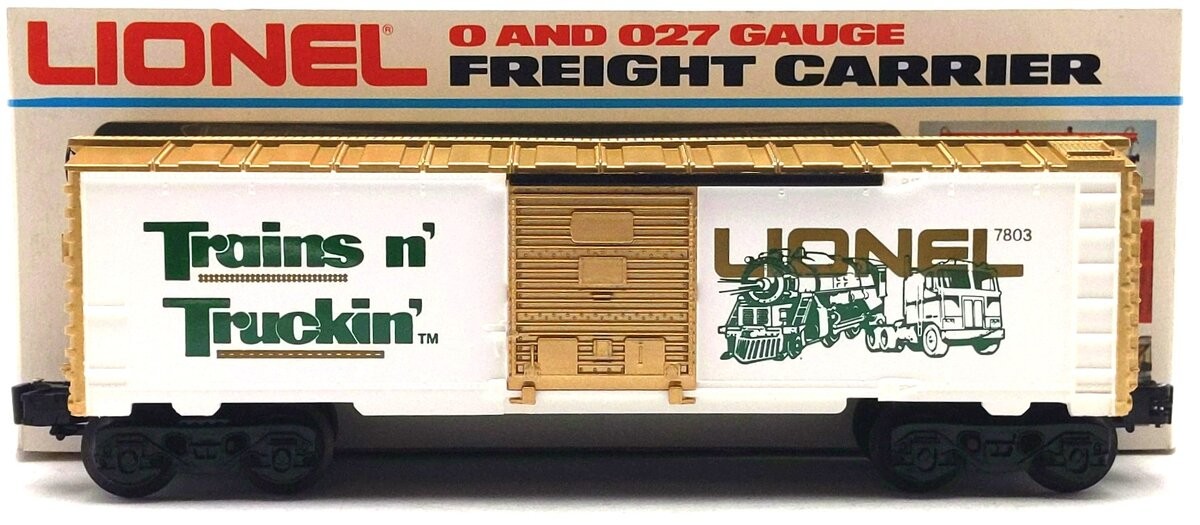 LIONEL®
O AND O27 GAUGE
FREIGHT CARRIER
Trains n'
Truckin'™
LIONEL 7803